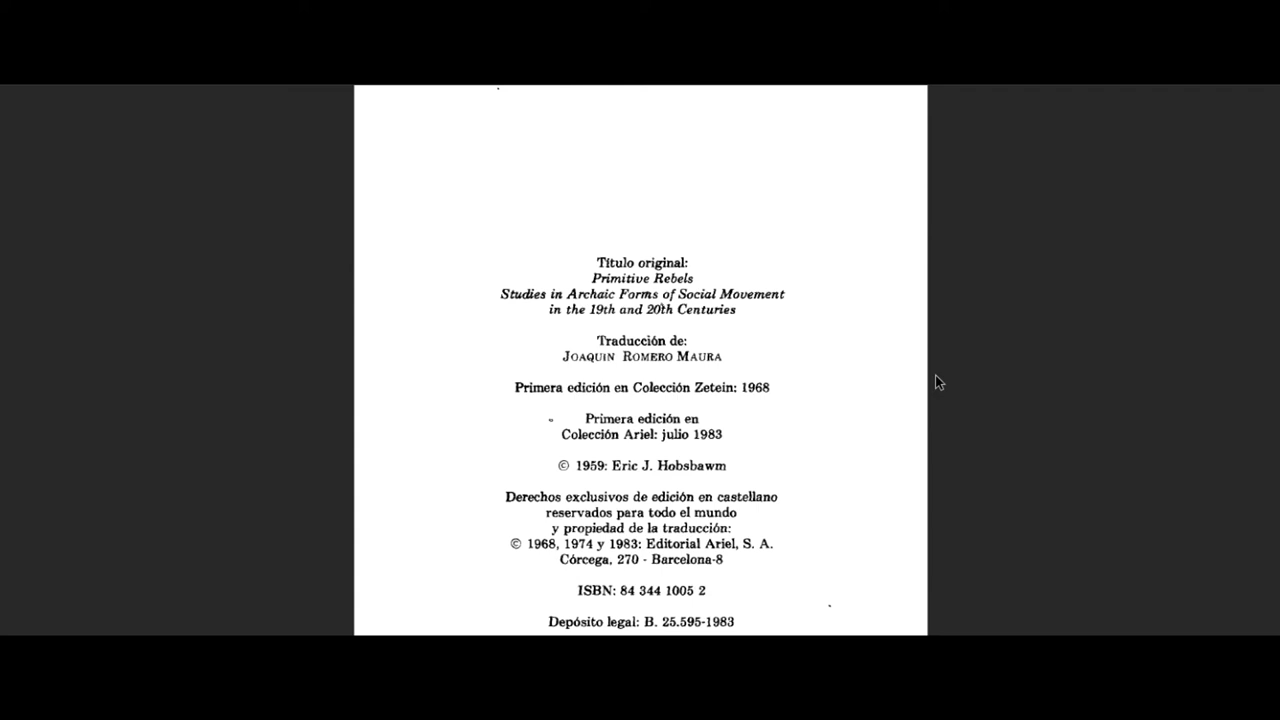 Título original:
Primitive Rebels
Studies in Archaic Forms of Social Movement
in the 19th and 20th Centuries
Traducción de:
JOAQUIN ROMERO MAURA
Primera edición en Colección Zetein: 1968
Primera edición en
Colección Ariel: julio 1983
© 1959: Eric J. Hobsbawm
Derechos exclusivos de edición en castellano
reservados para todo el mundo
y propiedad de la traducción:
© 1968, 1974 y 1983: Editorial Ariel, S. A.
Córcega, 270 - Barcelona-8
ISBN: 84 344 1005 2
Depósito legal: B. 25.595-1983